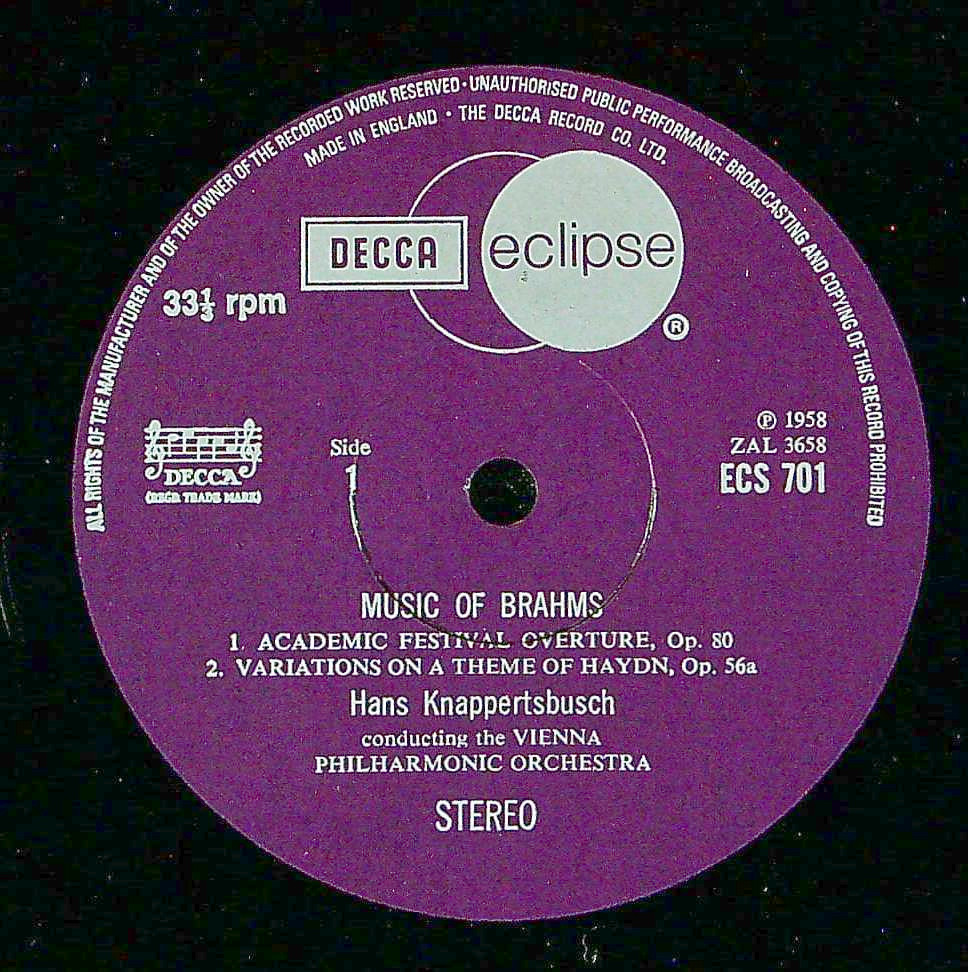 ALL RIGHTS OF THE MANUFACTURER AND OF THE OWNER OF THE RECORDED WORK RESERVED · UNAUTHORISED PUBLIC PERFORMANCE BROADCASTING AND COPYING OF THIS RECORD PROHIBITED
MADE IN ENGLAND · THE DECCA RECORD CO. LTD.
DECCA eclipse
®
33⅓ rpm
DECCA
(REGR TRADE MARK)
Side
1
℗ 1958
ZAL 3658
ECS 701
MUSIC OF BRAHMS
1. ACADEMIC FESTIVAL OVERTURE, Op. 80
2. VARIATIONS ON A THEME OF HAYDN, Op. 56a
Hans Knappertsbusch
conducting the VIENNA
PHILHARMONIC ORCHESTRA
STEREO